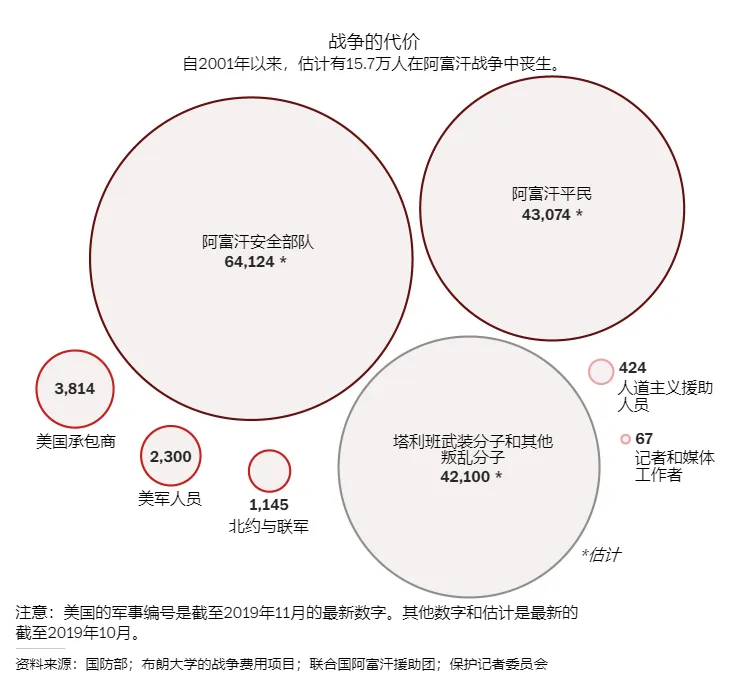 战争的代价
自2001年以来，估计有15.7万人在阿富汗战争中丧生。
阿富汗平民
43,074 *
阿富汗安全部队
64,124 *
3,814
美国承包商
2,300
美军人员
1,145
北约与联军
塔利班武装分子和其他
叛乱分子
42,100 *
424
人道主义援助
人员
67
记者和媒体
工作者
*估计
注意：美国的军事编号是截至2019年11月的最新数字。其他数字和估计是最新的
截至2019年10月。
资料来源：国防部；布朗大学的战争费用项目；联合国阿富汗援助团；保护记者委员会